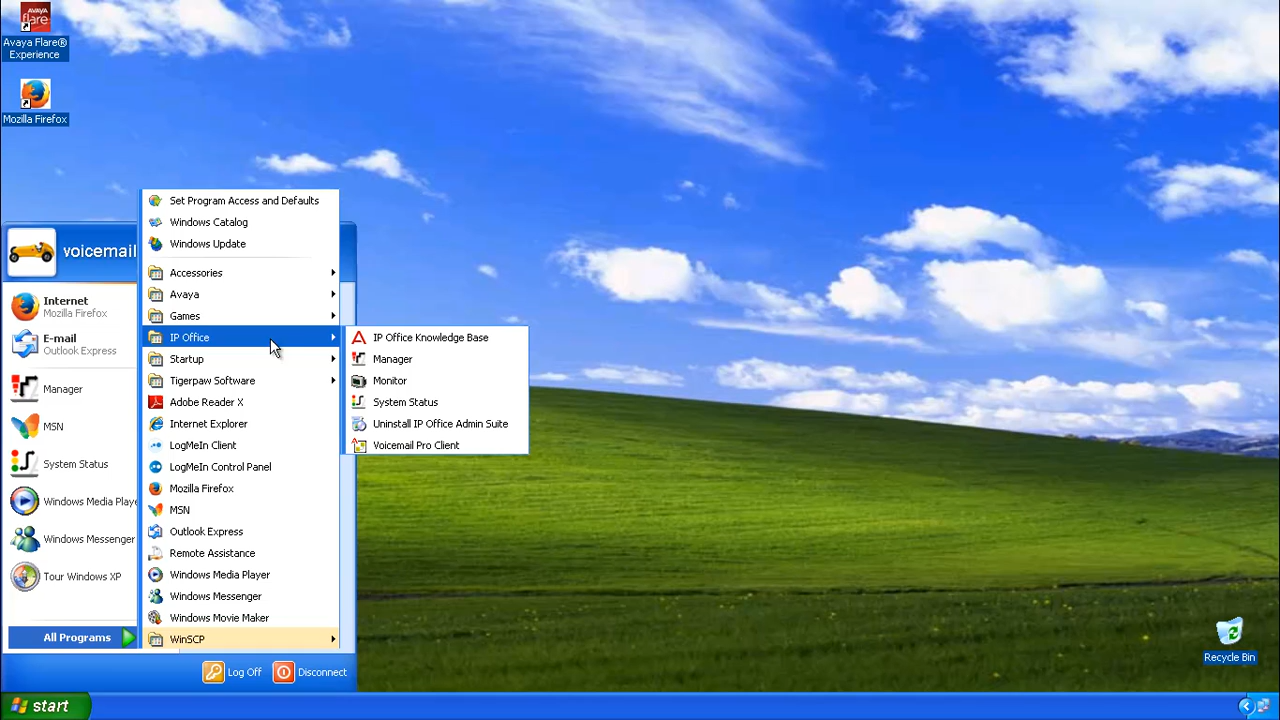 AVAYA
flare
Avaya Flare®
Experience
Mozilla Firefox
voicemail
Internet
Mozilla Firefox
E-mail
Outlook Express
Manager
MSN
System Status
Windows Media Playe
Windows Messenger
Tour Windows XP
All Programs
Set Program Access and Defaults
Windows Catalog
Windows Update
Accessories
Avaya
Games
IP Office
Startup
Tigerpaw Software
Adobe Reader X
Internet Explorer
LogMeIn Client
LogMeIn Control Panel
Mozilla Firefox
MSN
Outlook Express
Remote Assistance
Windows Media Player
Windows Messenger
Windows Movie Maker
WinSCP
IP Office Knowledge Base
Manager
Monitor
System Status
Uninstall IP Office Admin Suite
Voicemail Pro Client
Log Off
Disconnect
Recycle Bin
start